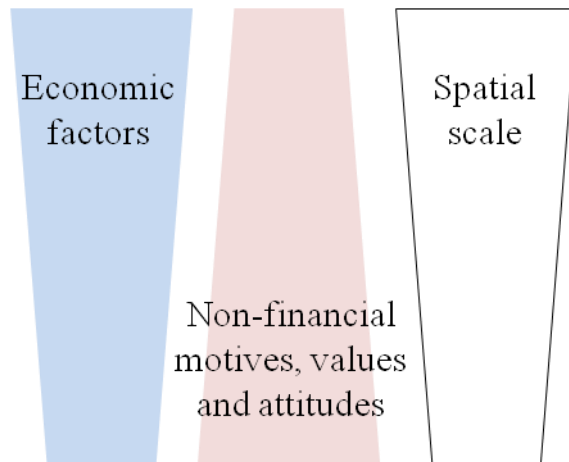 Economic
factors
Spatial
scale
Non-financial
motives, values
and attitudes